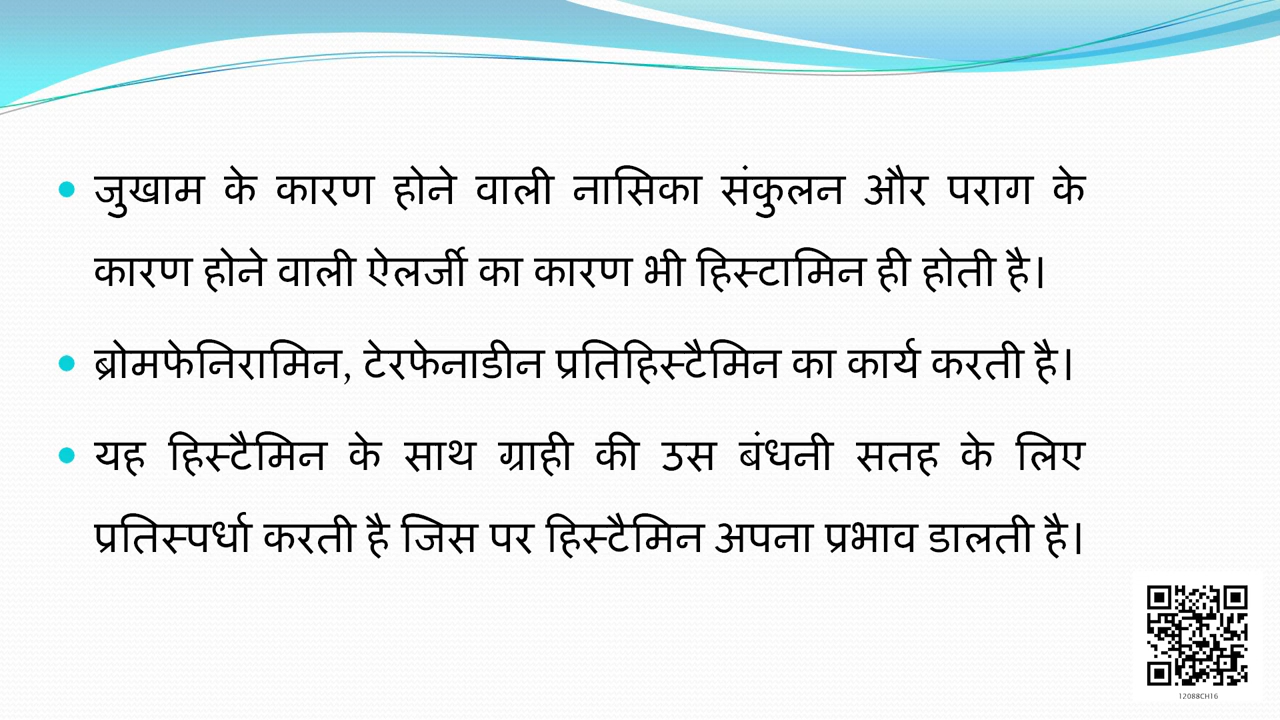 • जुखाम के कारण होने वाली नासिका संकुलन और पराग के
कारण होने वाली ऐलर्जी का कारण भी हिस्टामिन ही होती है।
• ब्रोमफेनिरामिन, टेरफेनाडीन प्रतिहिस्टैमिन का कार्य करती है।
• यह हिस्टैमिन के साथ ग्राही की उस बंधनी सतह के लिए
प्रतिस्पर्धा करती है जिस पर हिस्टैमिन अपना प्रभाव डालती है।
12088CH16